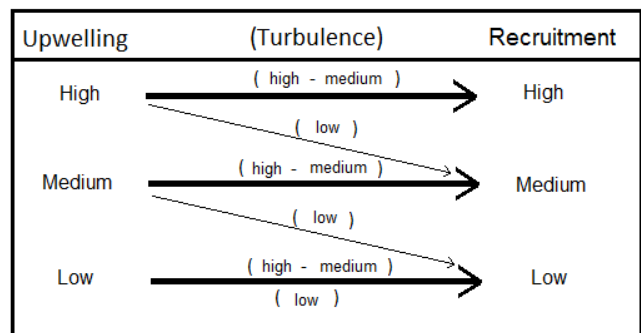 Upwelling (Turbulence) Recruitment
( high - medium )
High High
( low )
( high - medium )
Medium Medium
( low )
( high - medium )
Low Low
( low )